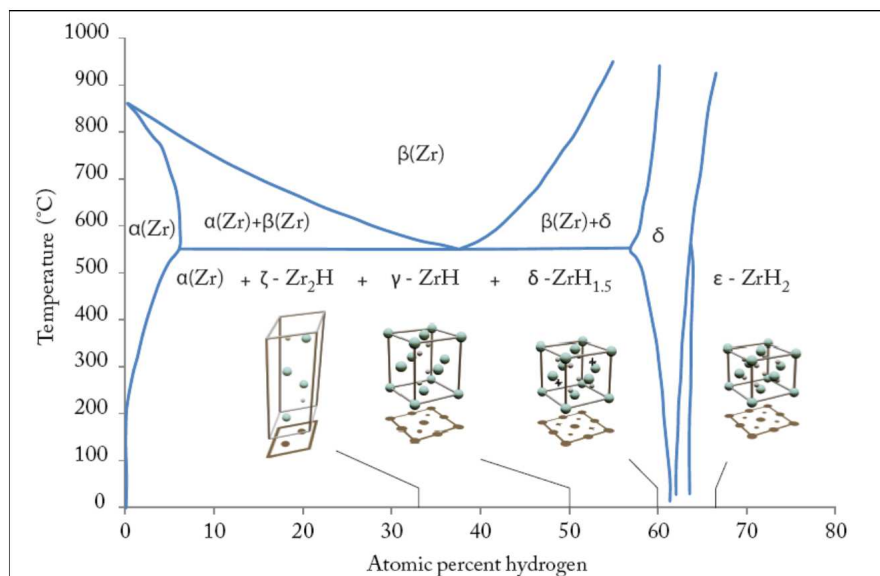 1000
900
800
700
600
500
400
300
200
100
0
Temperature (°C)
β(Zr)
α(Zr)
α(Zr)+β(Zr)
β(Zr)+δ
δ
α(Zr) + ζ - Zr₂H + γ - ZrH + δ -ZrH₁.₅
ε - ZrH₂
+
+
0 10 20 30 40 50 60 70 80
Atomic percent hydrogen